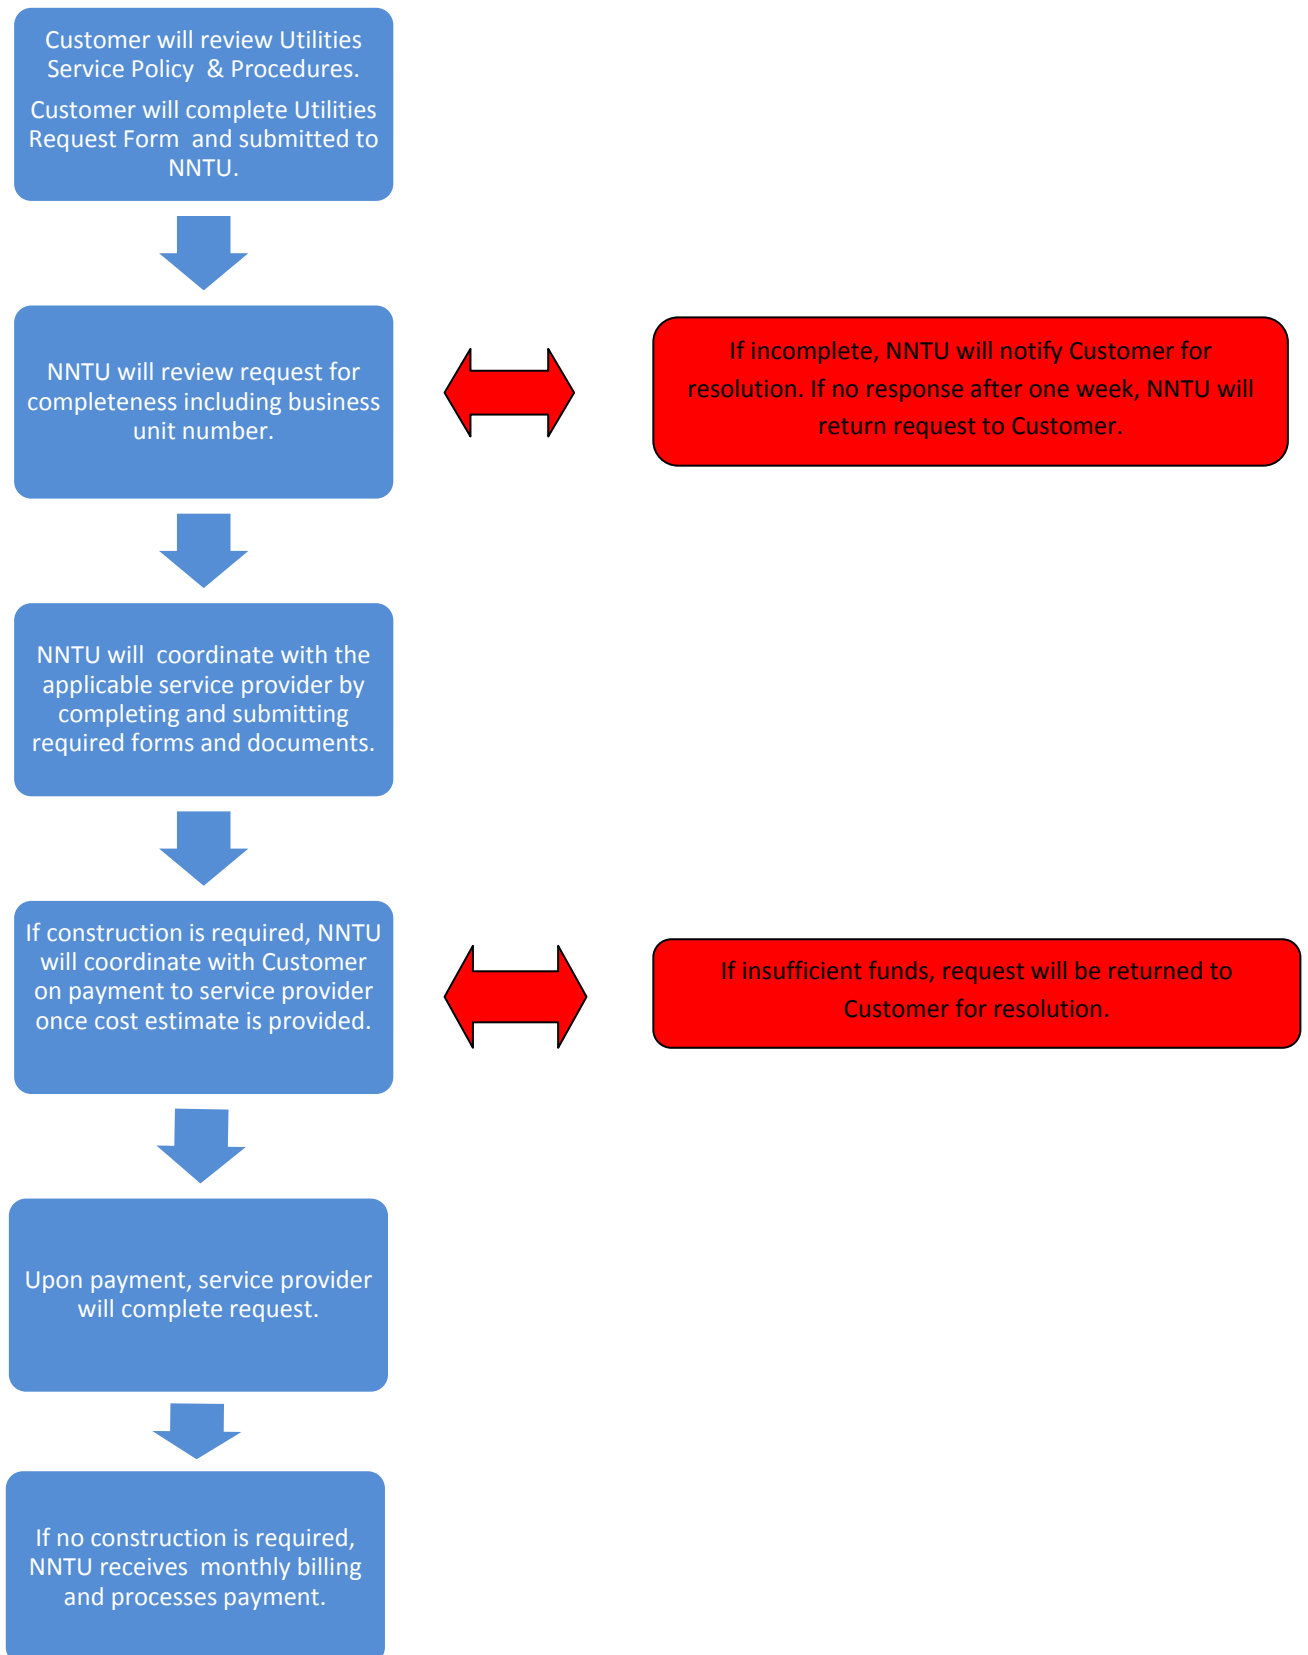 Customer will review Utilities
Service Policy  & Procedures.
Customer will complete Utilities
Request Form  and submitted to
NNTU.
NNTU will review request for
completeness including business
unit number.
If incomplete, NNTU will notify Customer for
resolution. If no response after one week, NNTU will
return request to Customer.
NNTU will  coordinate with the
applicable service provider by
completing and submitting
required forms and documents.
If construction is required, NNTU
will coordinate with Customer
on payment to service provider
once cost estimate is provided.
If insufficient funds, request will be returned to
Customer for resolution.
Upon payment, service provider
will complete request.
If no construction is required,
NNTU receives  monthly billing
and processes payment.